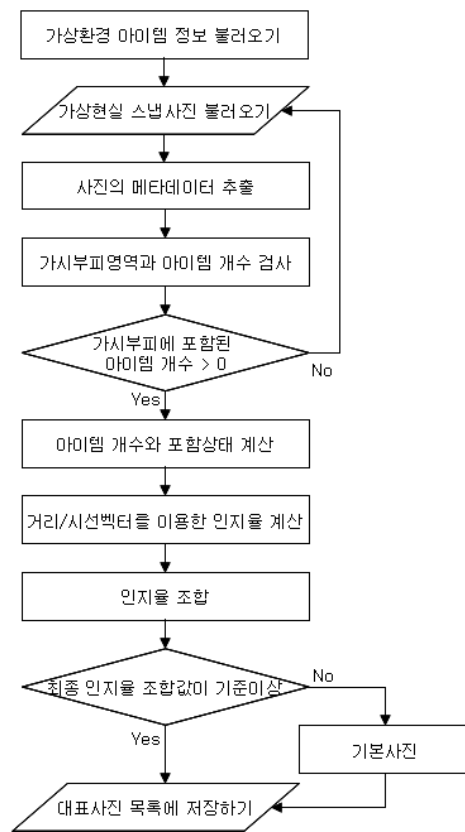 가상환경 아이템 정보 불러오기
가상현실 스냅사진 불러오기
사진의 메타데이터 추출
가시부피영역과 아이템 개수 검사
가시부피에 포함된
아이템 개수 > 0
No
Yes
아이템 개수와 포함상태 계산
거리/시선벡터를 이용한 인지율 계산
인지율 조합
최종 인지율 조합값이 기준이상
No
Yes
기본사진
대표사진 목록에 저장하기